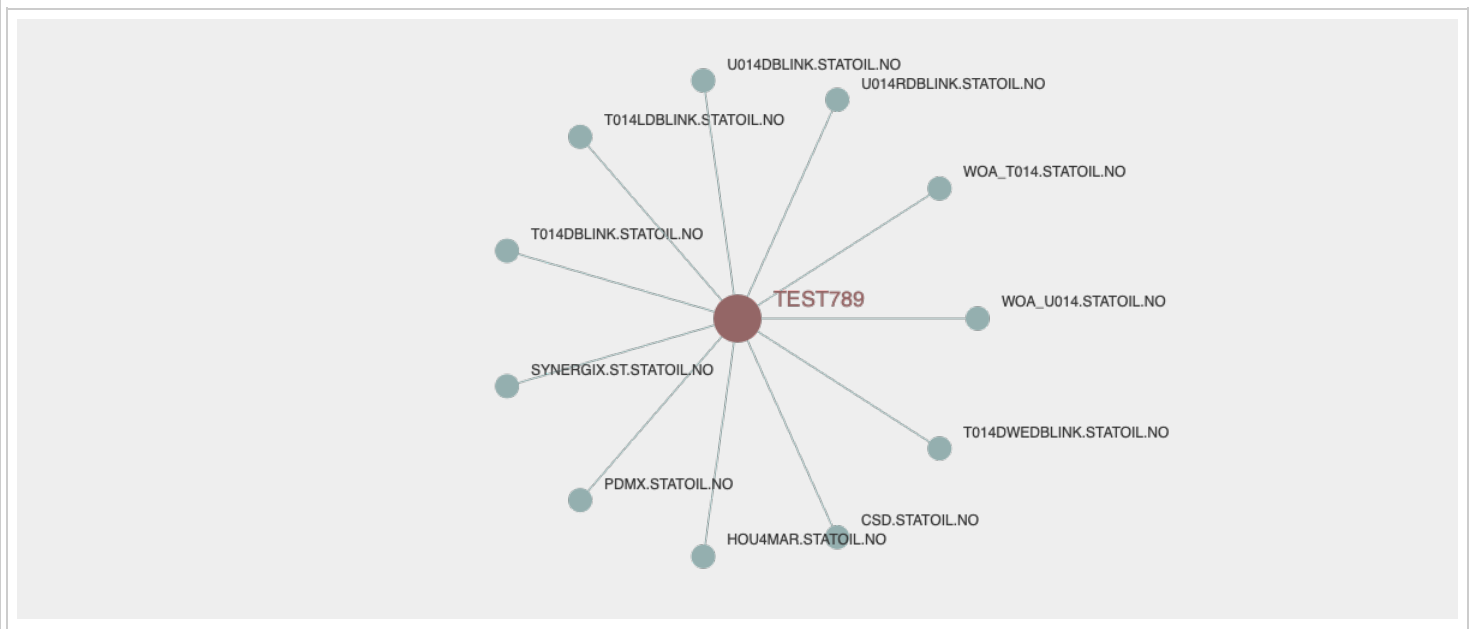 U014DBLINK.STATOIL.NO
U014RDBLINK.STATOIL.NO
T014LDBLINK.STATOIL.NO
WOA_T014.STATOIL.NO
T014DBLINK.STATOIL.NO
TEST789
WOA_U014.STATOIL.NO
SYNERGIX.ST.STATOIL.NO
T014DWEDBLINK.STATOIL.NO
PDMX.STATOIL.NO
CSD.STATOIL.NO
HOU4MAR.STATOIL.NO